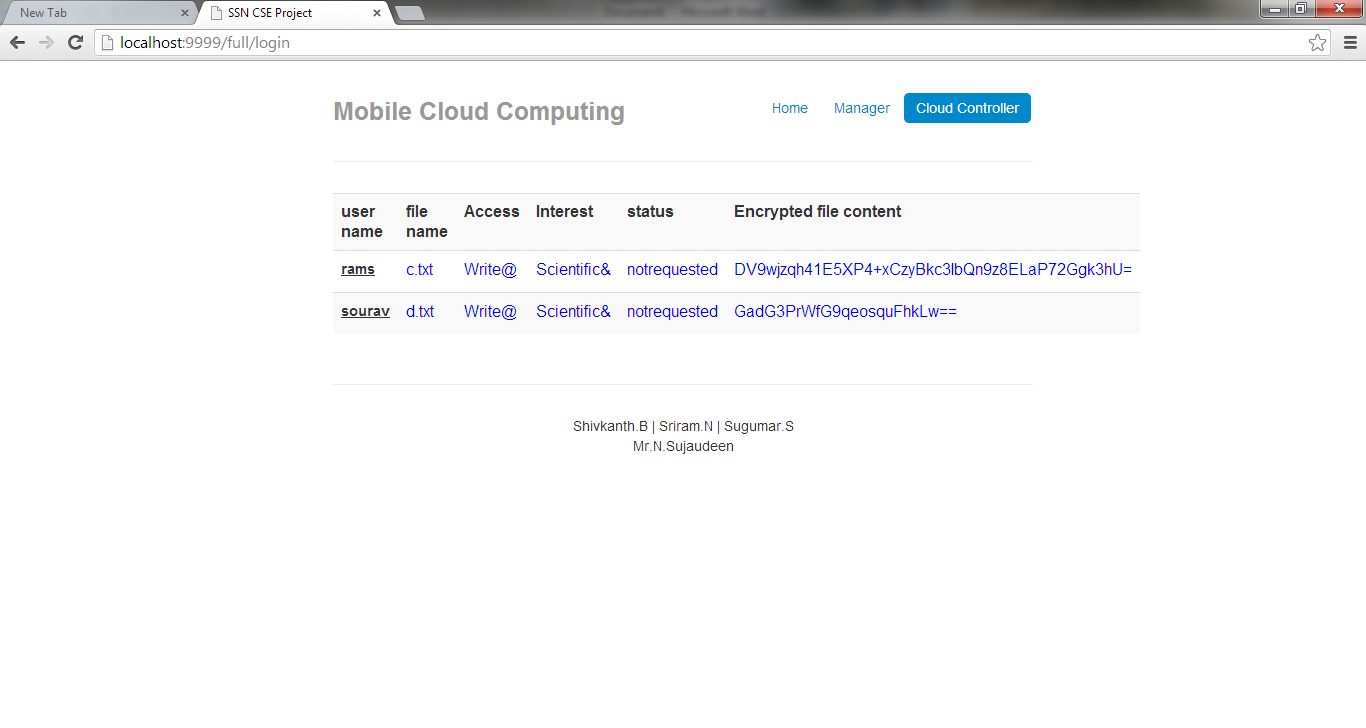 New Tab
SSN CSE Project
localhost:9999/full/login
Mobile Cloud Computing
Home Manager Cloud Controller
user name file name Access Interest status Encrypted file content
rams c.txt Write@ Scientific& notrequested DV9wjzqh41E5XP4+xCzyBkc3lbQn9z8ELaP72Ggk3hU=
sourav d.txt Write@ Scientific& notrequested GadG3PrWfG9qeosquFhkLw==
Shivkanth.B | Sriram.N | Sugumar.S
Mr.N.Sujaudeen